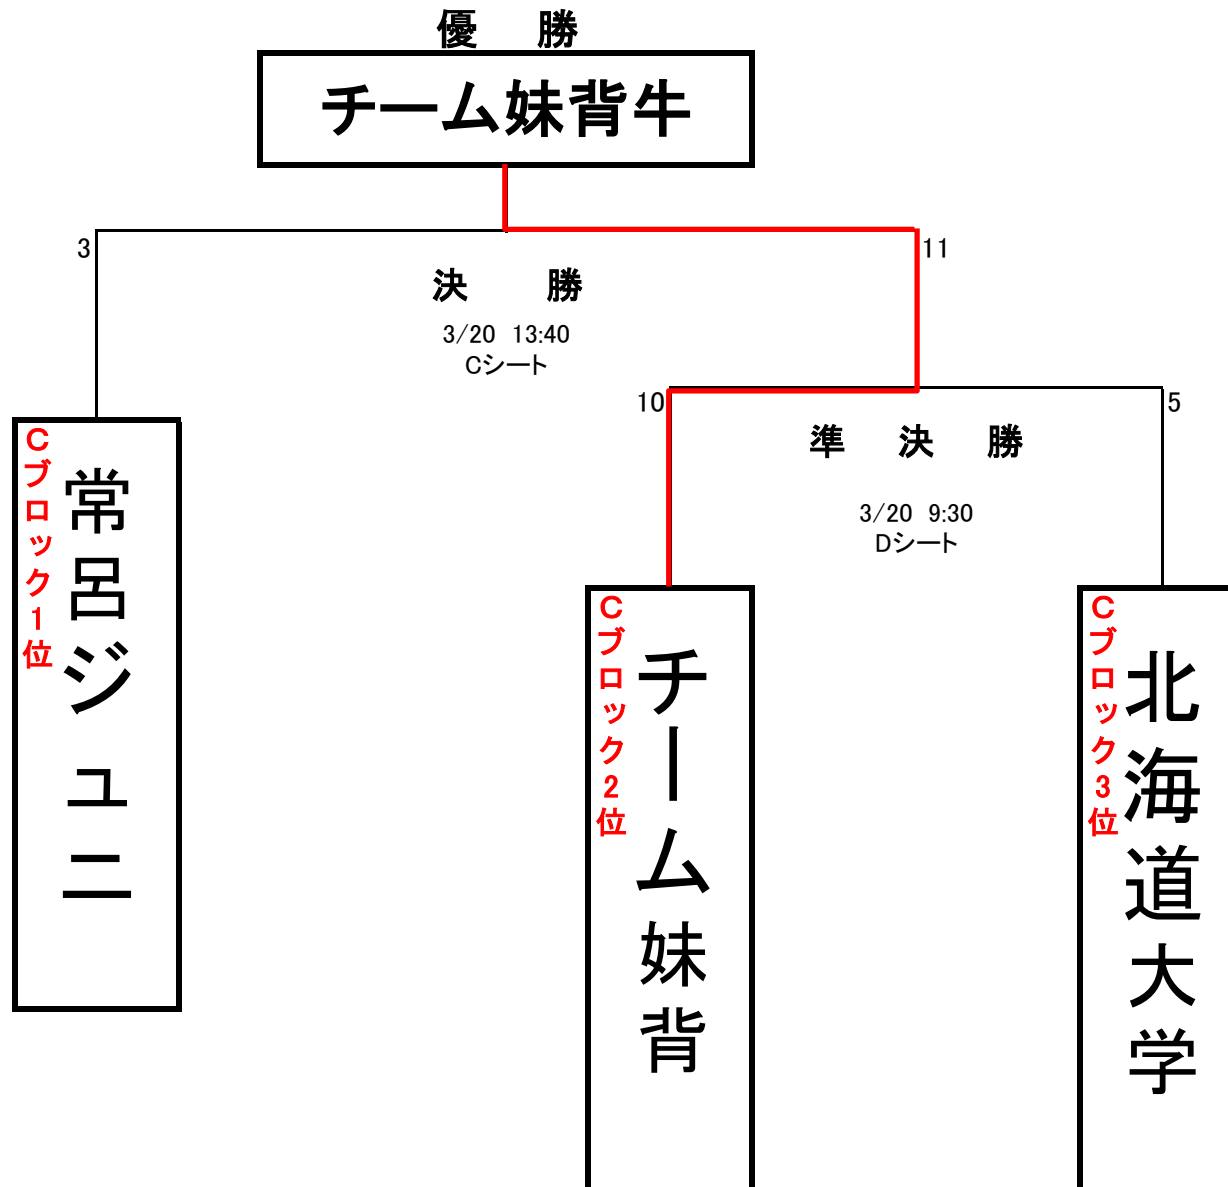 優　勝
チーム妹背牛
3
11
決　勝
3/20 13:40
Cシート
10
5
準　決　勝
3/20 9:30
Dシート
Cブロック1位
常呂ジュニ
Cブロック2位
チーム妹背
Cブロック3位
北海道大学